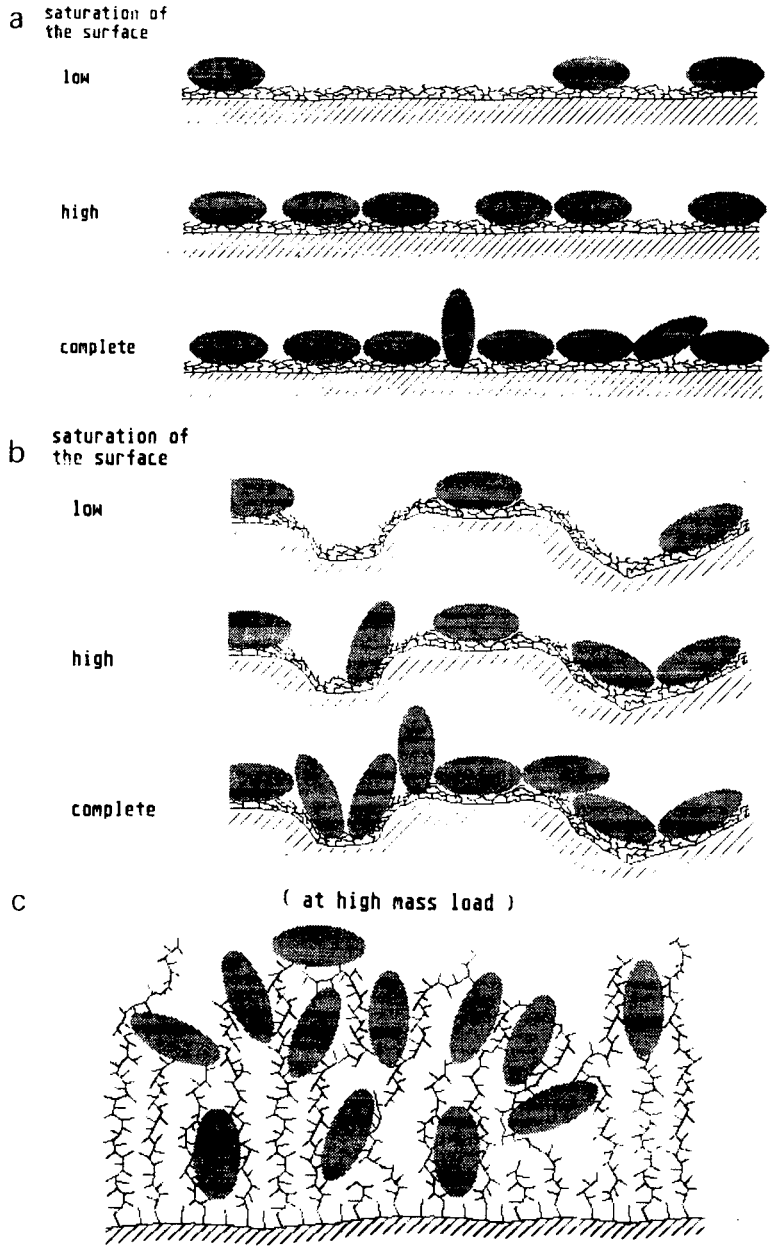 a
saturation of
the surface
low
high
complete
b
saturation of
the surface
low
high
complete
c
( at high mass load )